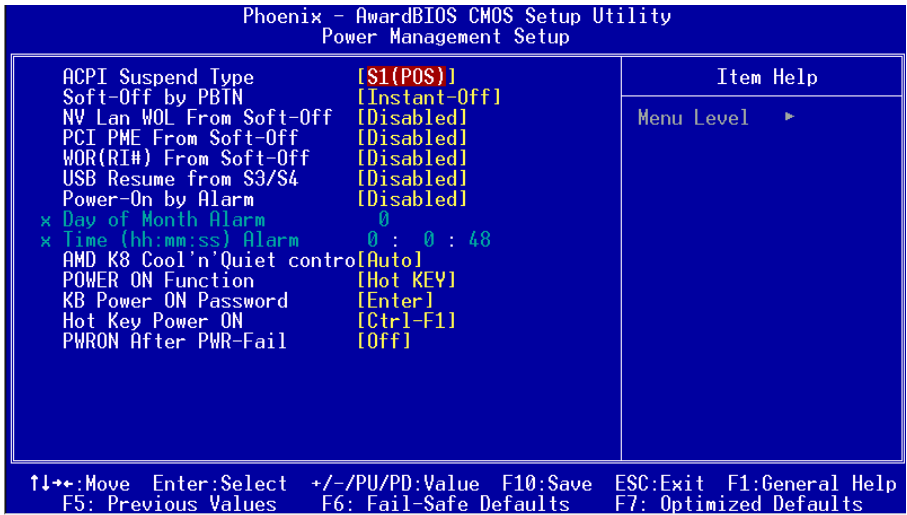 Phoenix - AwardBIOS CMOS Setup Utility
Power Management Setup
ACPI Suspend Type [S1(POS)]
Soft-Off by PBTN [Instant-Off]
NV Lan WOL From Soft-Off [Disabled]
PCI PME From Soft-Off [Disabled]
WOR(RI#) From Soft-Off [Disabled]
USB Resume from S3/S4 [Disabled]
Power-On by Alarm [Disabled]
x Day of Month Alarm 0
x Time (hh:mm:ss) Alarm 0 : 0 : 48
AMD K8 Cool'n'Quiet contro[Auto]
POWER ON Function [Hot KEY]
KB Power ON Password [Enter]
Hot Key Power ON [Ctrl-F1]
PWRON After PWR-Fail [Off]
Item Help
Menu Level ►
↑↓→←:Move Enter:Select +/-/PU/PD:Value F10:Save ESC:Exit F1:General Help
F5: Previous Values F6: Fail-Safe Defaults F7: Optimized Defaults